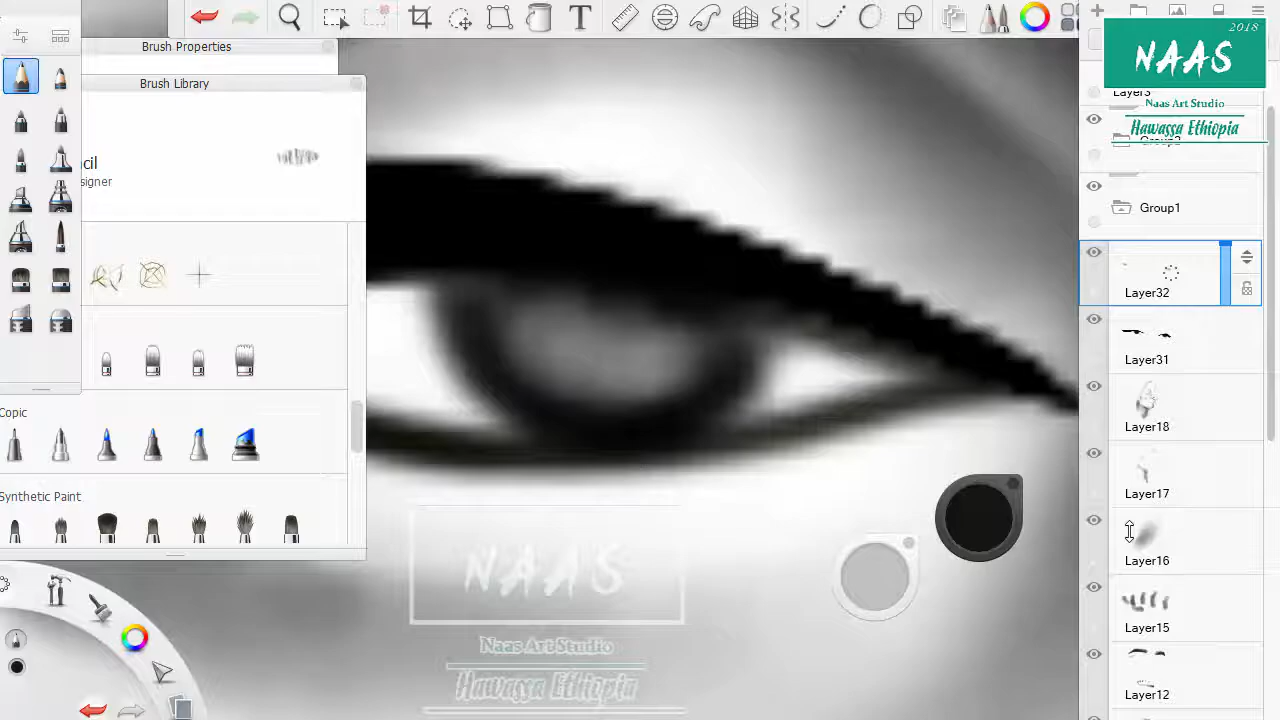 Brush Properties
Brush Library
cil
signer
Copic
Synthetic Paint
2018
NAAS
Naas Art Studio
Hawassa Ethiopia
Layer3
Group2
Group1
Layer32
Layer31
Layer18
Layer17
Layer16
Layer15
Layer12
NAAS
Naas Art Studio
Hawassa Ethiopia